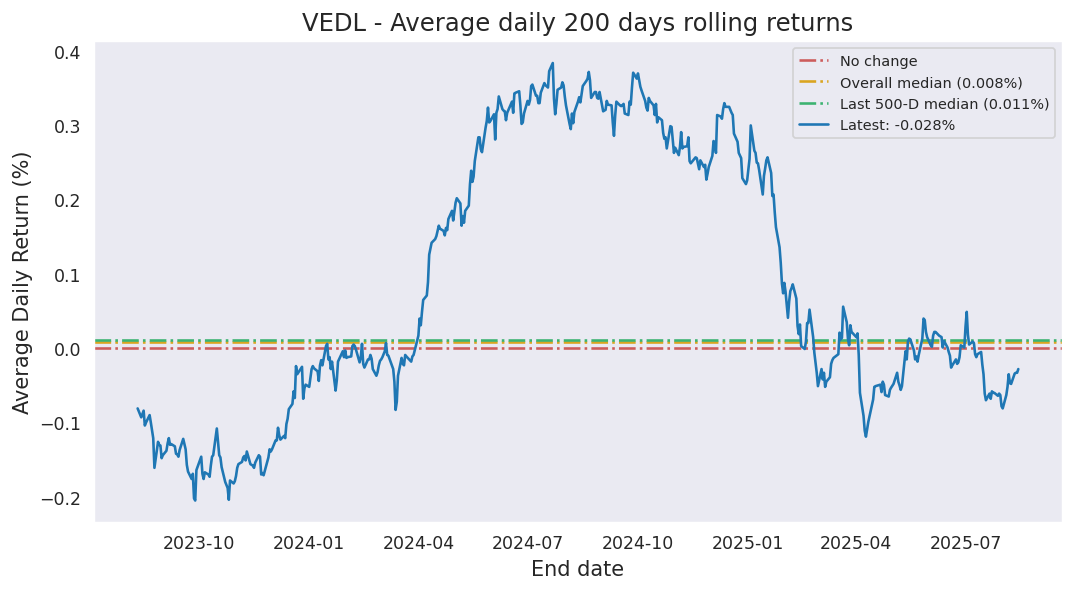 VEDL - Average daily 200 days rolling returns
Average Daily Return (%)
0.4
0.3
0.2
0.1
0.0
−0.1
−0.2
No change
Overall median (0.008%)
Last 500-D median (0.011%)
Latest: -0.028%
2023-10
2024-01
2024-04
2024-07
2024-10
2025-01
2025-04
2025-07
End date